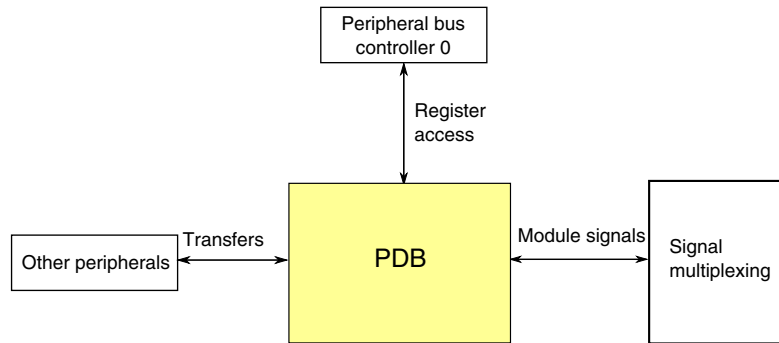 Peripheral bus
controller 0
Register
access
Transfers
Other peripherals
PDB
Module signals
Signal
multiplexing